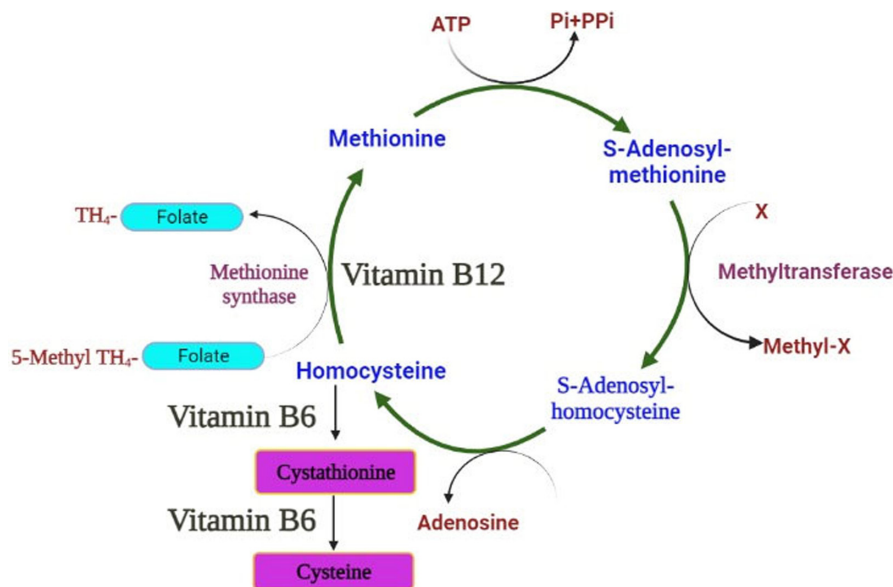 ATP
Pi+PPi
Methionine
S-Adenosyl-
methionine
TH₄-
Folate
X
Methionine
synthase
Vitamin B12
Methyltransferase
5-Methyl TH₄-
Folate
Methyl-X
Homocysteine
S-Adenosyl-
homocysteine
Vitamin B6
Cystathionine
Vitamin B6
Adenosine
Cysteine